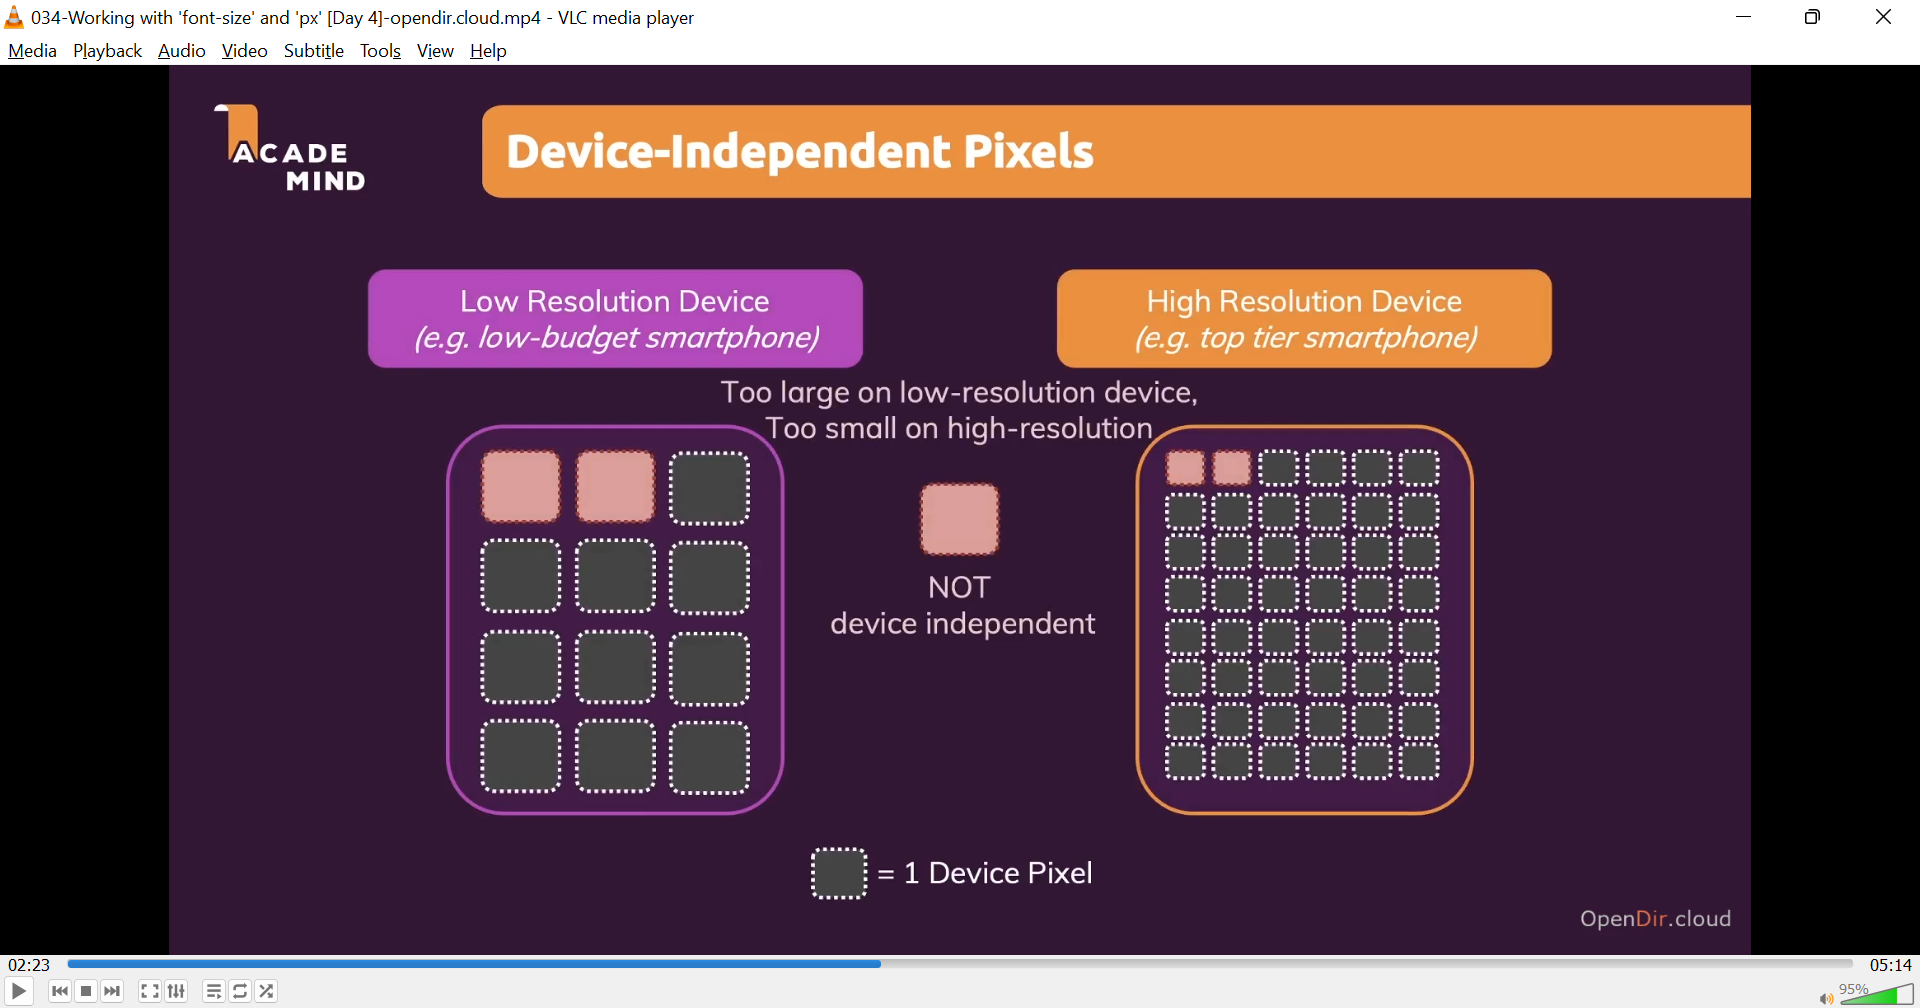 034-Working with 'font-size' and 'px' [Day 4]-opendir.cloud.mp4 - VLC media player
Media Playback Audio Video Subtitle Tools View Help
ACADE
MIND
Device-Independent Pixels
Low Resolution Device
(e.g. low-budget smartphone)
High Resolution Device
(e.g. top tier smartphone)
Too large on low-resolution device,
Too small on high-resolution
NOT
device independent
= 1 Device Pixel
OpenDir.cloud
02:23
05:14
95%